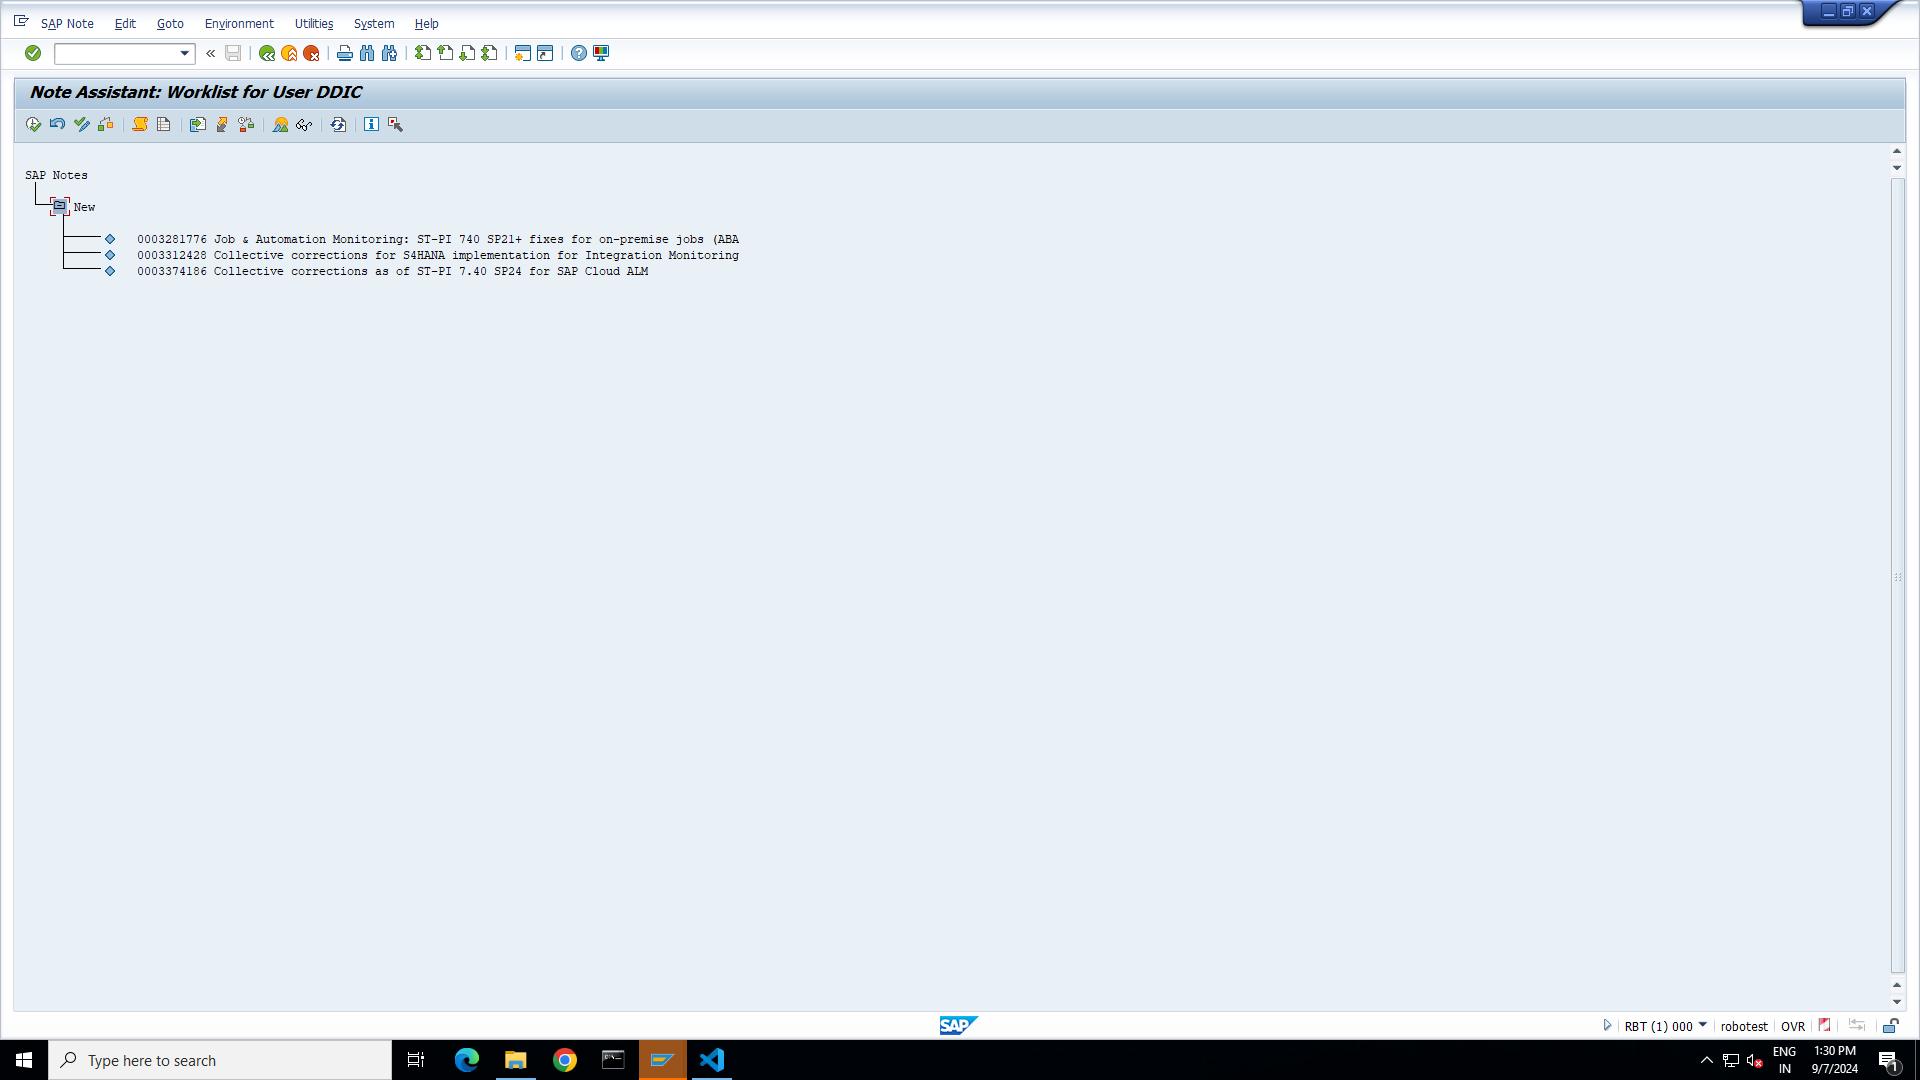 SAP Note Edit Goto Environment Utilities System Help
Note Assistant: Worklist for User DDIC
SAP Notes
New
0003281776 Job & Automation Monitoring: ST-PI 740 SP21+ fixes for on-premise jobs (ABA
0003312428 Collective corrections for S4HANA implementation for Integration Monitoring
0003374186 Collective corrections as of ST-PI 7.40 SP24 for SAP Cloud ALM
SAP
RBT (1) 000 robotest OVR
Type here to search
ENG
IN
1:30 PM
9/7/2024
1